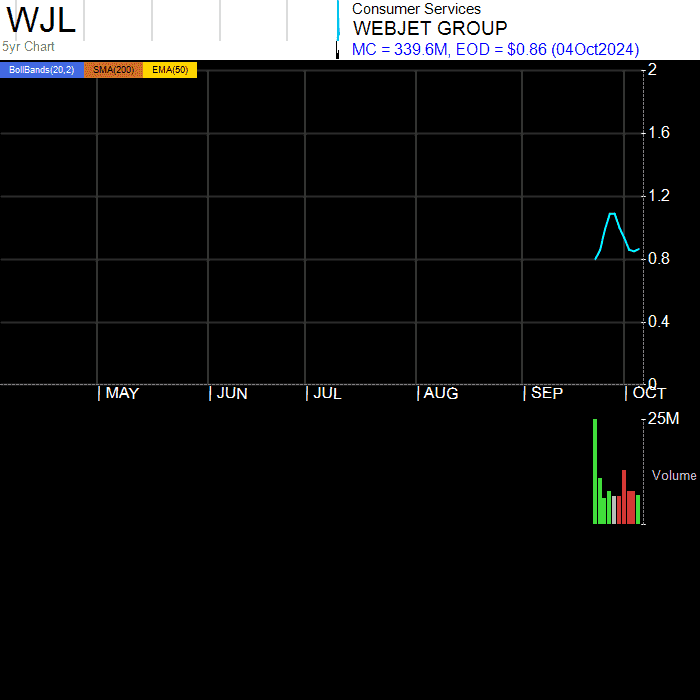 WJL
5yr Chart
Consumer Services
WEBJET GROUP
MC = 339.6M, EOD = $0.86 (04Oct2024)
BollBands(20,2) SMA(200) EMA(50)
2
1.6
1.2
0.8
0.4
0
| MAY | JUN | JUL | AUG | SEP | OCT
25M
Volume